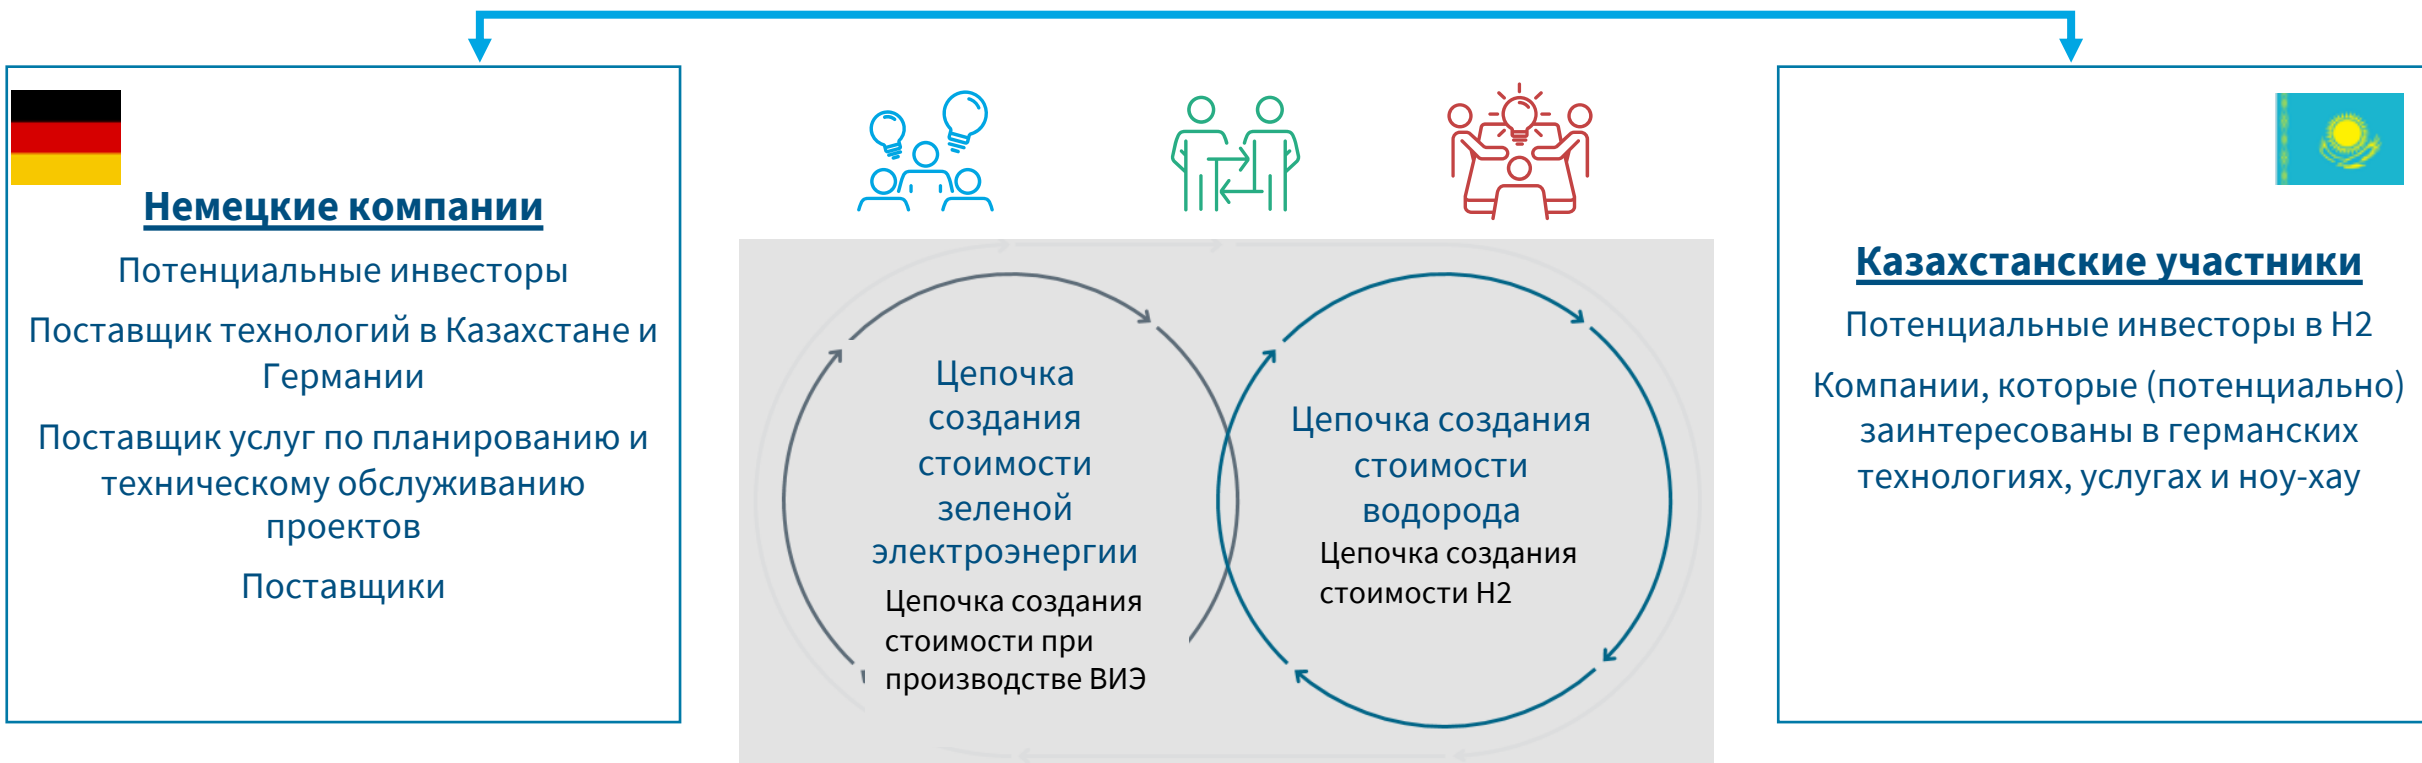 Немецкие компании
Потенциальные инвесторы
Поставщик технологий в Казахстане и
Германии
Поставщик услуг по планированию и
техническому обслуживанию
проектов
Поставщики
Цепочка
создания
стоимости
зеленой
электроэнергии
Цепочка создания
стоимости при
производстве ВИЭ
Цепочка создания
стоимости
водорода
Цепочка создания
стоимости Н2
Казахстанские участники
Потенциальные инвесторы в Н2
Компании, которые (потенциально)
заинтересованы в германских
технологиях, услугах и ноу-хау